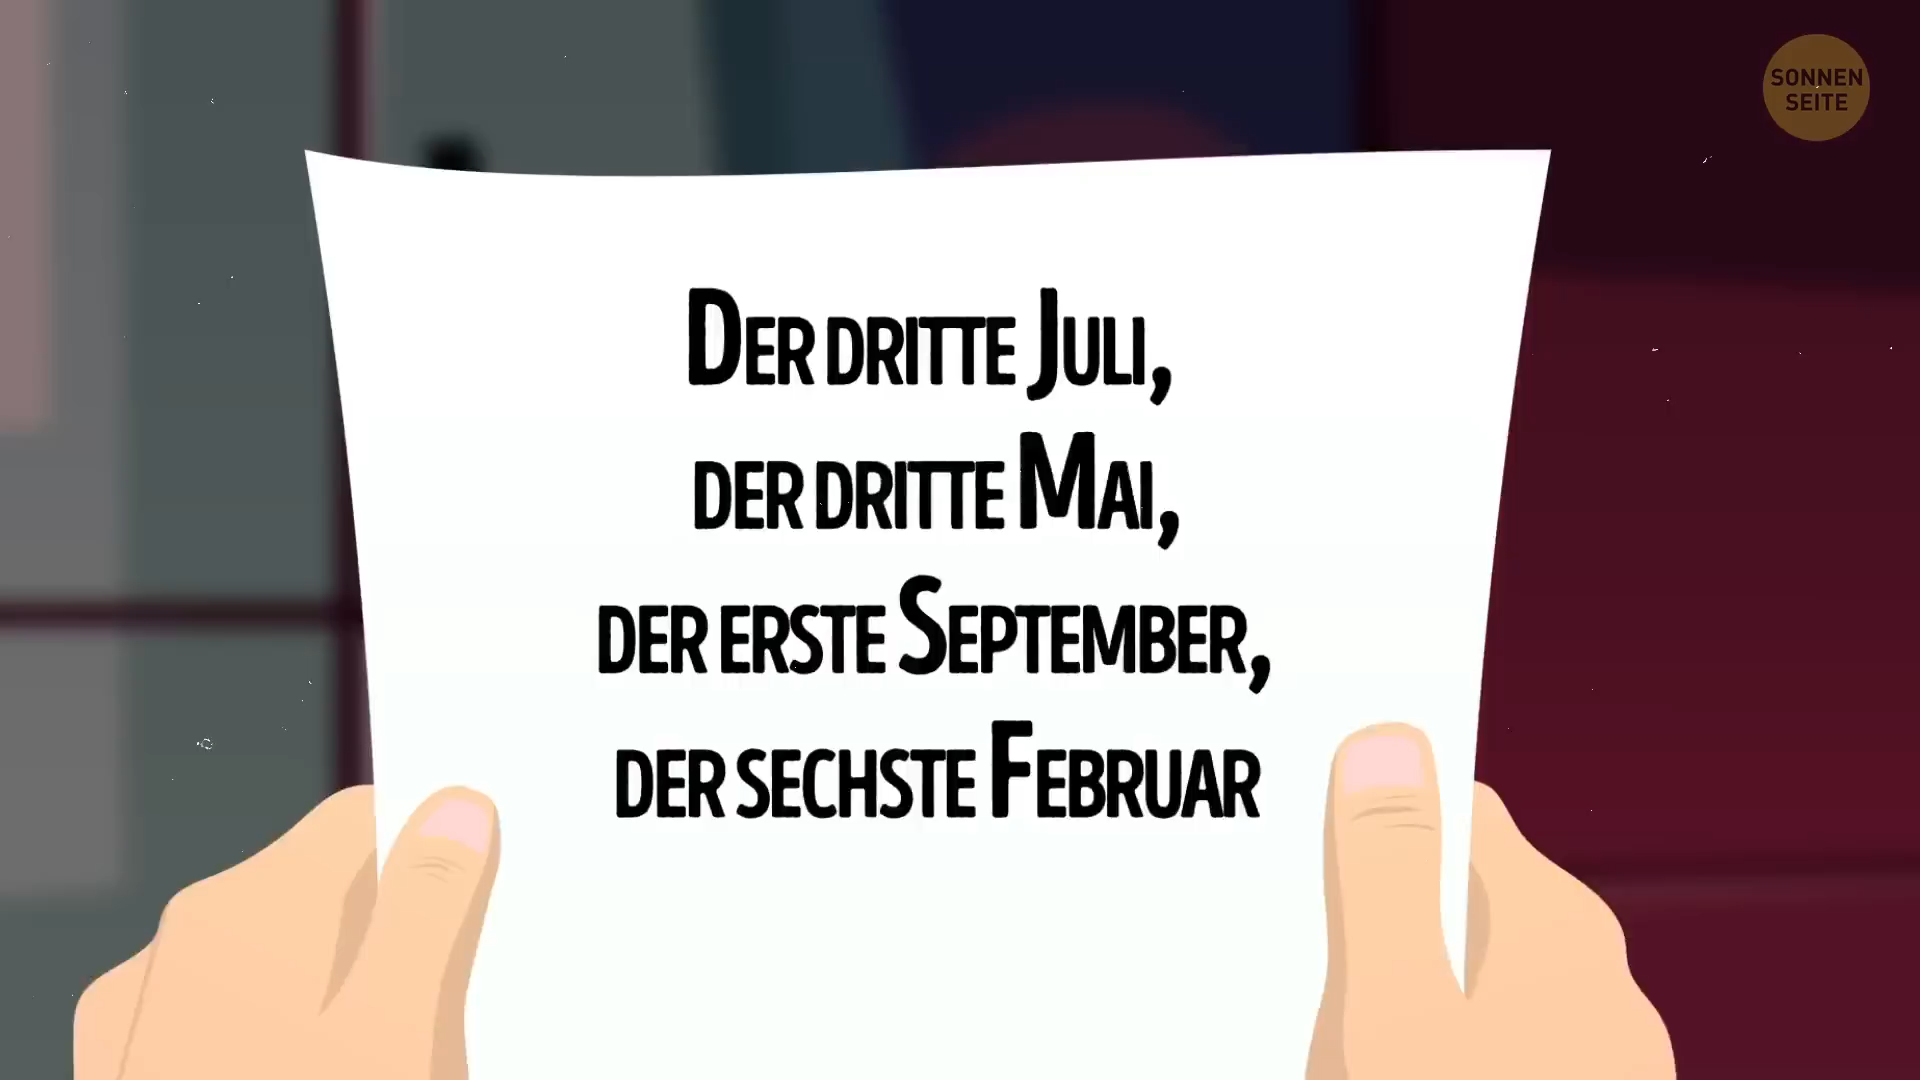 SONNEN
SEITE
Der dritte Juli,
der dritte Mai,
der erste September,
der sechste Februar